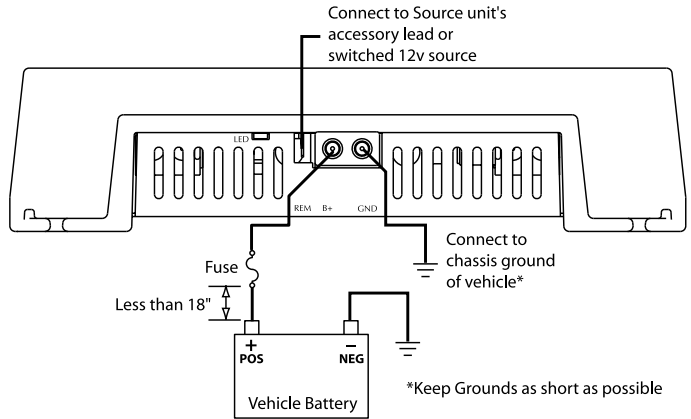 Connect to Source unit's
accessory lead or
switched 12v source
LED
REM B+ GND
Connect to
chassis ground
of vehicle*
Fuse
Less than 18"
+ −
POS NEG
Vehicle Battery
*Keep Grounds as short as possible